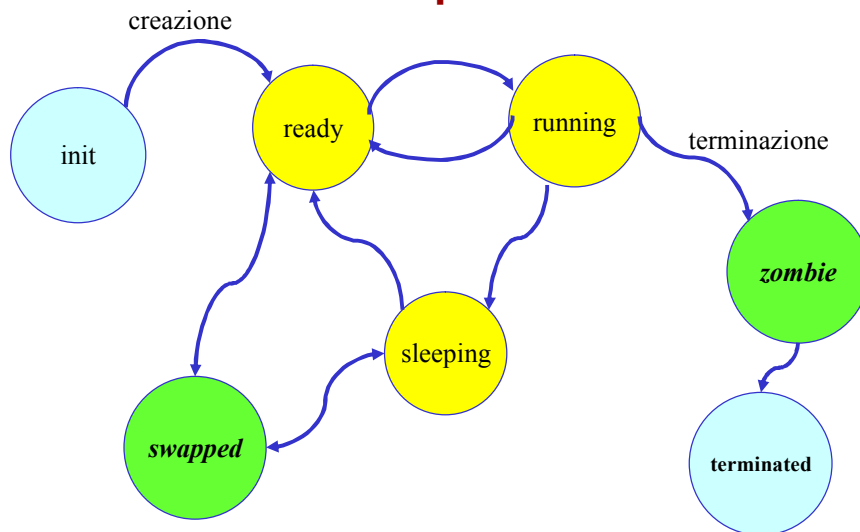 creazione
ready
running
init
terminazione
zombie
sleeping
swapped
terminated